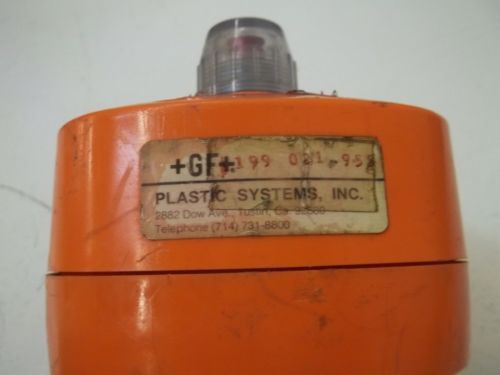 +GF+ 199 021.95
PLASTIC SYSTEMS, INC.
2882 Dow Ave., Tustin, Ca
Telephone (714) 731-8800